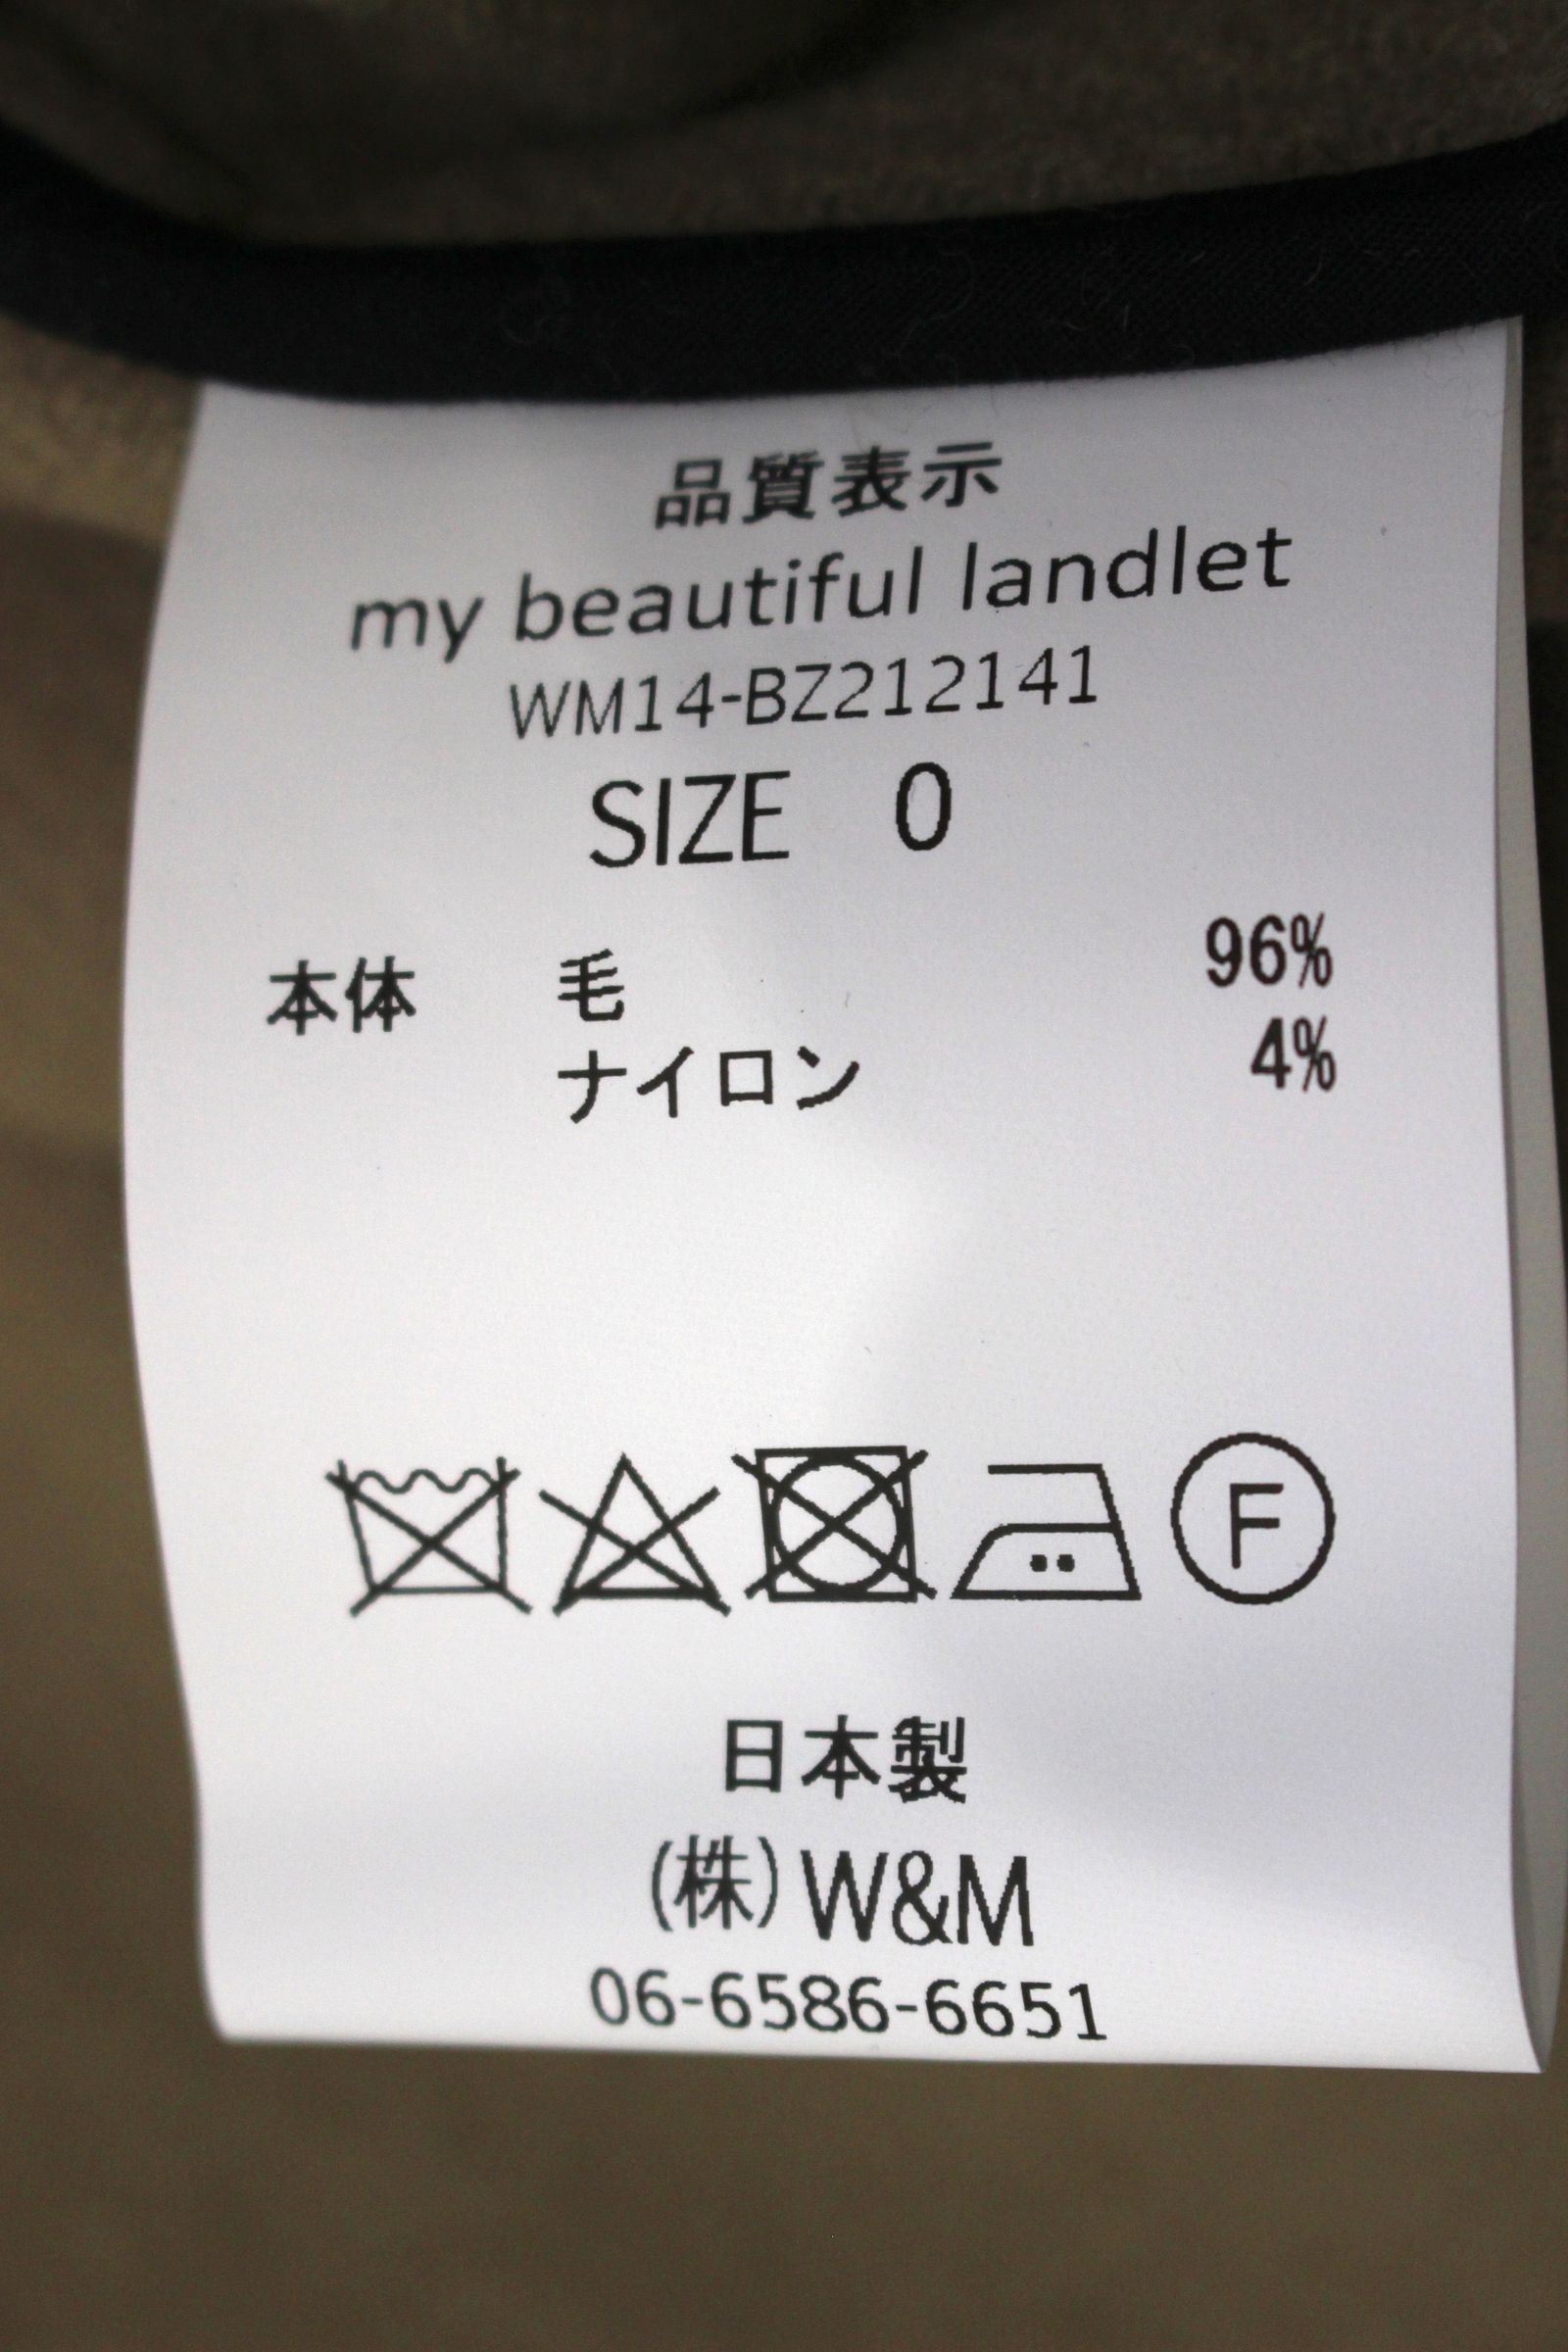 品質表示
my beautiful landlet
WM14-BZ212141
SIZE 0
本体 毛 96%
ナイロン 4%
F
日本製
(株)W&M
06-6586-6651